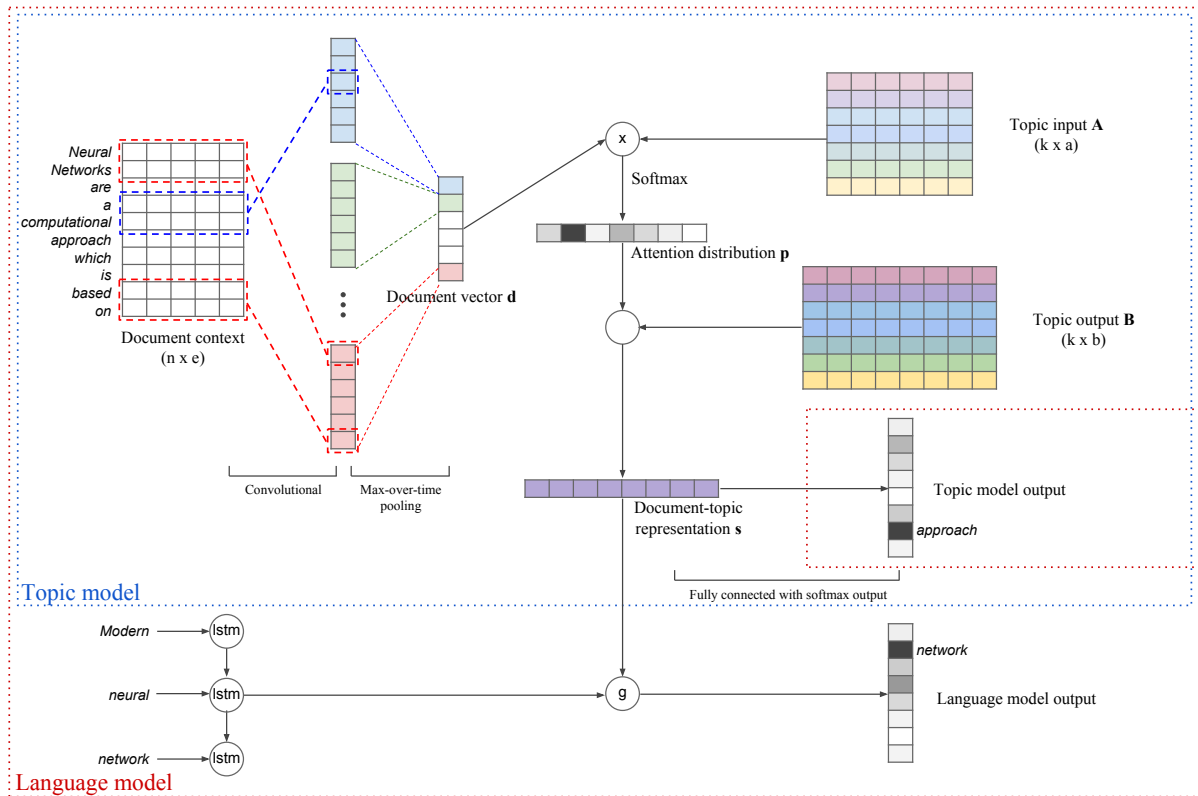 Neural
Networks
are
a
computational
approach
which
is
based
on
Document context
(n x e)
Document vector d
Convolutional
Max-over-time
pooling
x
Softmax
Attention distribution p
Topic input A
(k x a)
Topic output B
(k x b)
Document-topic
representation s
Topic model output
approach
Fully connected with softmax output
Topic model
Modern
lstm
neural
lstm
network
lstm
g
network
Language model output
Language model